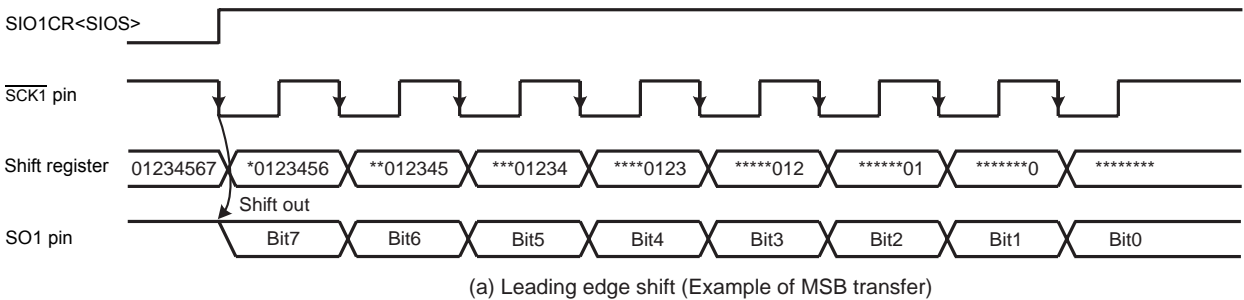 SIO1CR<SIOS>
SCK1 pin
Shift register 01234567 *0123456 **012345 ***01234 ****0123 *****012 ******01 *******0 ********
Shift out
SO1 pin Bit7 Bit6 Bit5 Bit4 Bit3 Bit2 Bit1 Bit0
(a) Leading edge shift (Example of MSB transfer)